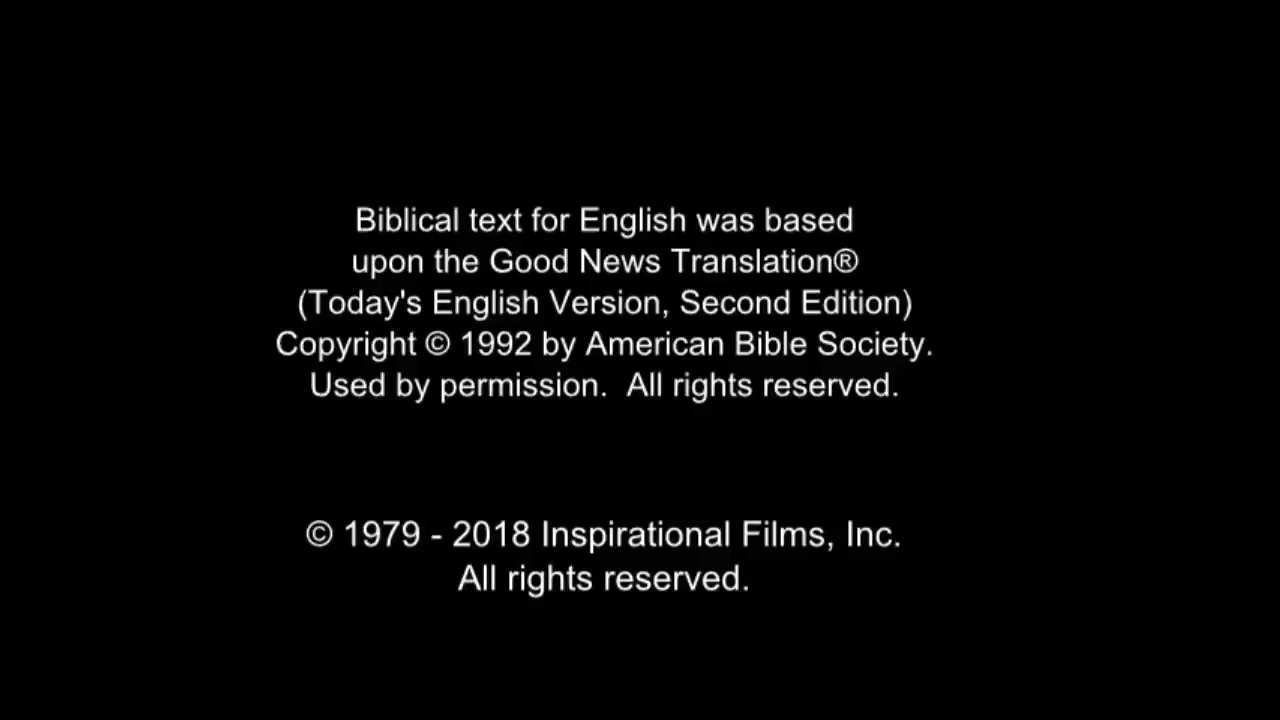 Biblical text for English was based
upon the Good News Translation®
(Today's English Version, Second Edition)
Copyright © 1992 by American Bible Society.
Used by permission.  All rights reserved.
© 1979 - 2018 Inspirational Films, Inc.
All rights reserved.